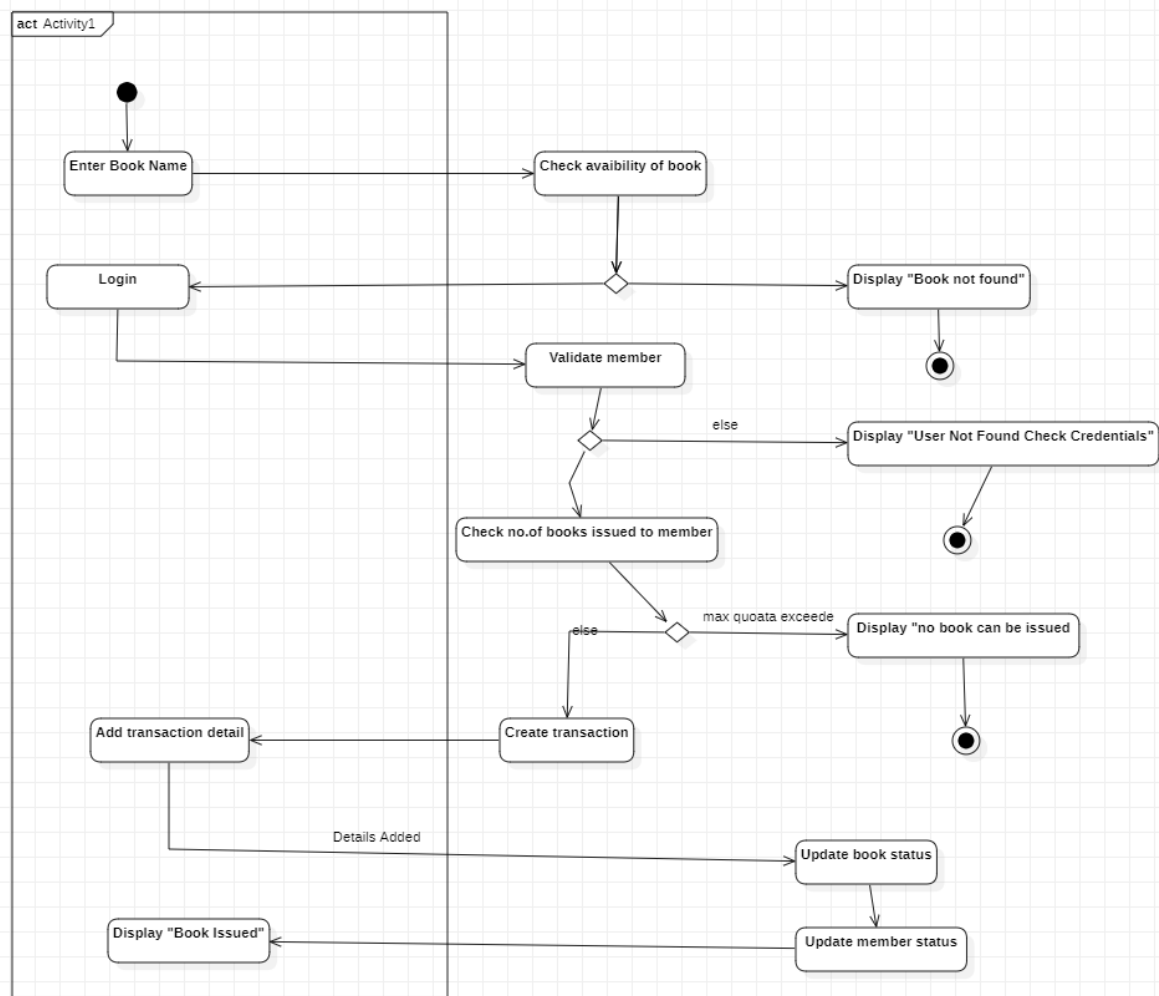 act Activity1
Enter Book Name
Check avaibility of book
Login
Display "Book not found"
Validate member
else
Display "User Not Found Check Credentials"
Check no.of books issued to member
max quoata exceede
else
Display "no book can be issued
Add transaction detail
Create transaction
Details Added
Update book status
Display "Book Issued"
Update member status